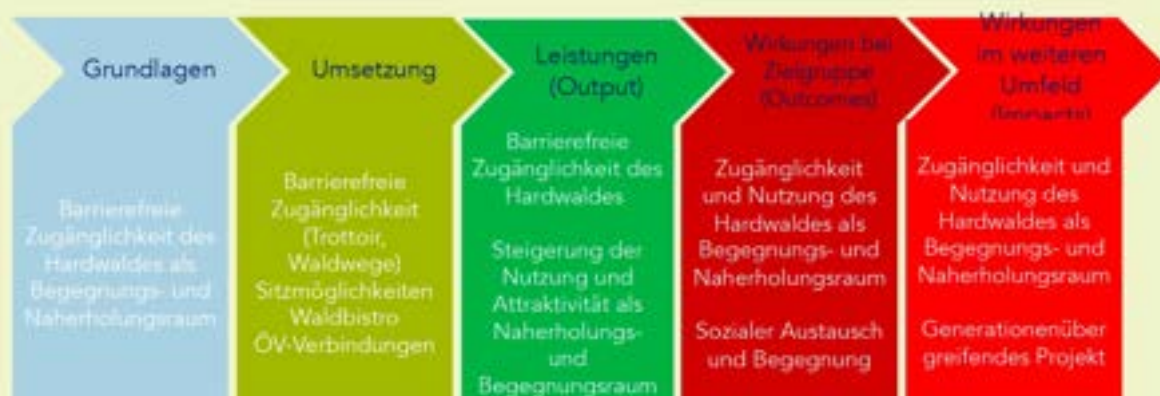 Grundlagen
Barrierefreie
Zugänglichkeit des
Hardwaldes als
Begegnungs- und
Naherholungsraum
Umsetzung
Barrierefreie
Zugänglichkeit
(Trottoir,
Waldwege)
Sitzmöglichkeiten
Waldbistro
ÖV-Verbindungen
Leistungen
(Output)
Barrierefreie
Zugänglichkeit des
Hardwaldes
Steigerung der
Nutzung und
Attraktivität als
Naherholungs-
und
Begegnungsraum
Wirkungen bei
Zielgruppe
(Outcomes)
Zugänglichkeit
und Nutzung des
Hardwaldes als
Begegnungs- und
Naherholungsraum
Sozialer Austausch
und Begegnung
Wirkungen
im weiteren
Umfeld
(Impacts)
Zugänglichkeit und
Nutzung des
Hardwaldes als
Begegnungs- und
Naherholungsraum
Generationenüber
greifendes Projekt